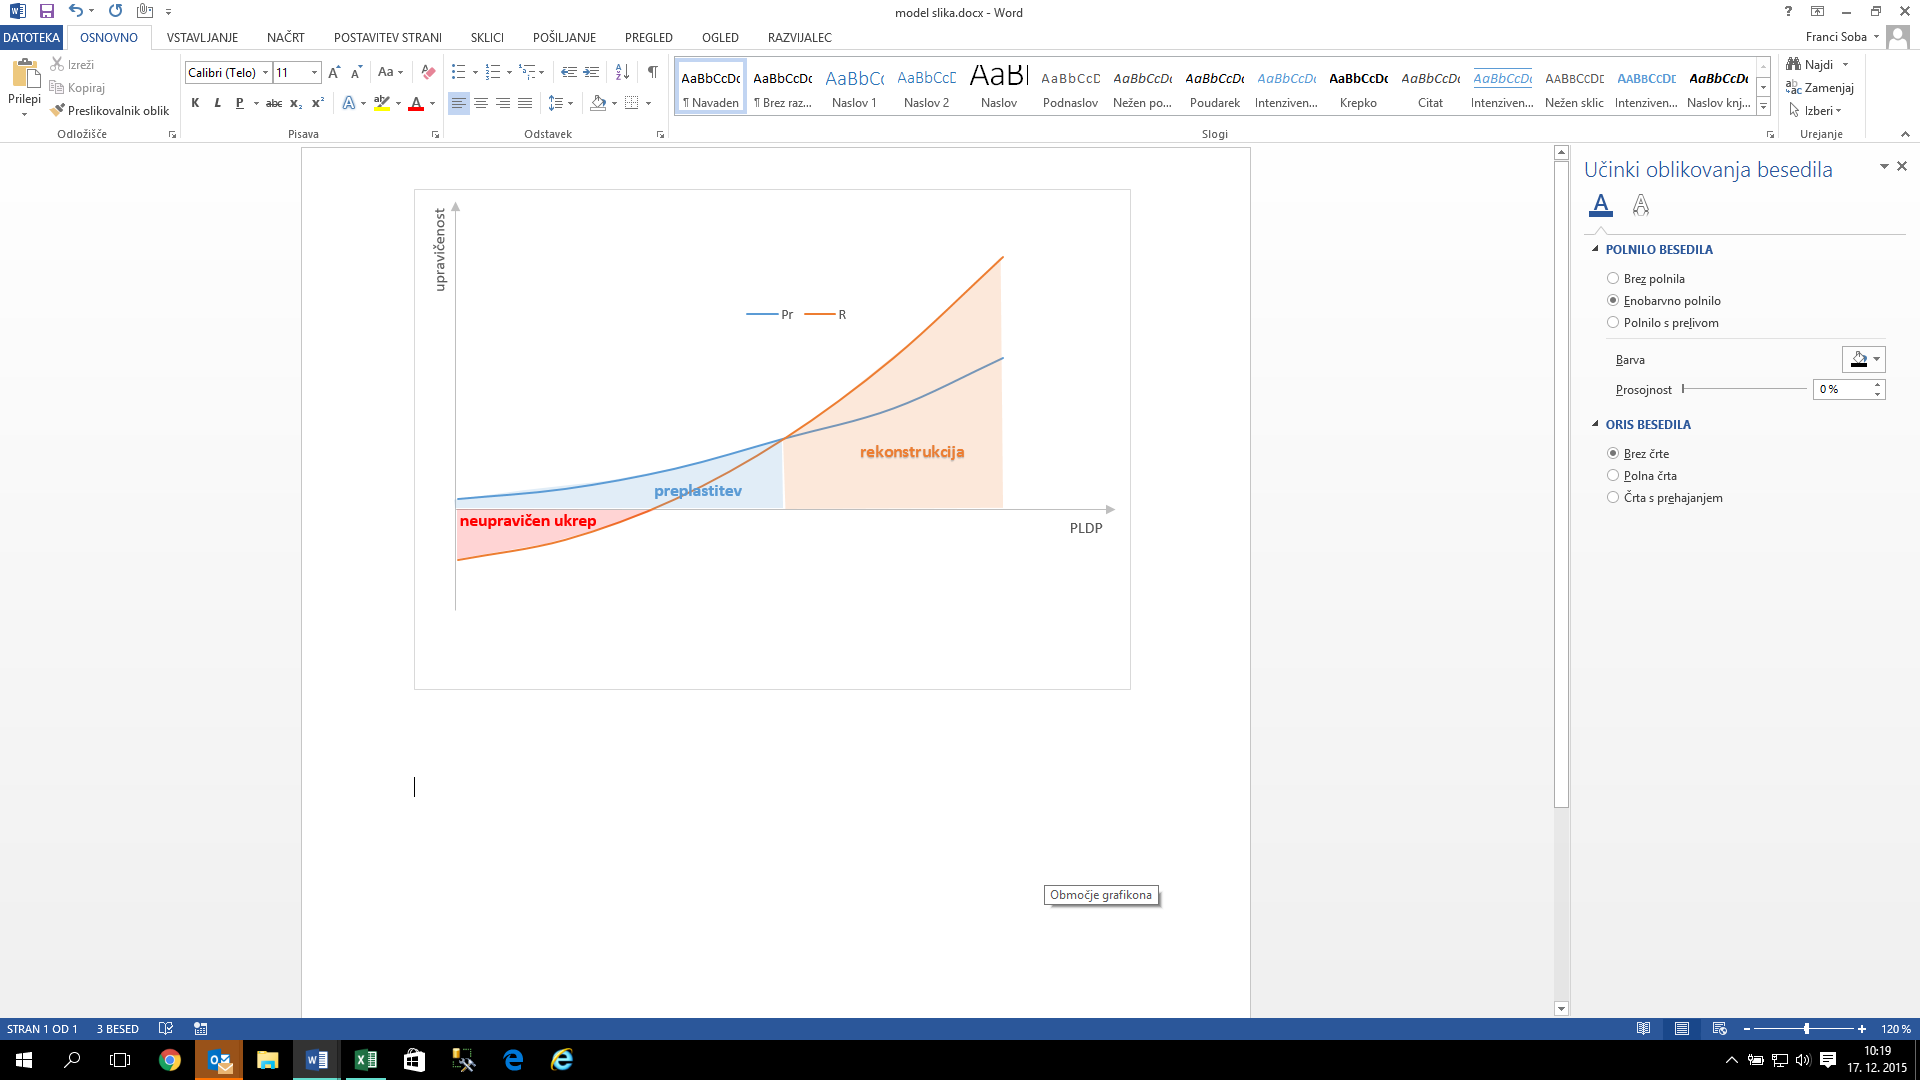 model slika.docx - Word
?
DATOTEKA
OSNOVNO
VSTAVLJANJE
NAČRT
POSTAVITEV STRANI
SKLICI
POŠILJANJE
PREGLED
OGLED
RAZVIJALEC
Franci Soba
Prilepi
Izreži
Kopiraj
Preslikovalnik oblik
Odložišče
Calibri (Telo)
11
Aa
K L P abc x₂ x²
Pisava
Odstavek
AaBbCcDc
¶ Navaden
AaBbCcDc
¶ Brez raz...
AaBbCc
Naslov 1
AaBbCcD
Naslov 2
AaBl
Naslov
AaBbCcD
Podnaslov
AaBbCcDc
Nežen po...
AaBbCcDc
Poudarek
AaBbCcDc
Intenziven...
AaBbCcDc
Krepko
AaBbCcDc
Citat
AaBbCcDc
Intenziven...
AABBCCDE
Nežen sklic
AABBCCDE
Intenziven...
AaBbCcDc
Naslov knj...
Slogi
Najdi
Zamenjaj
Izberi
Urejanje
upravičenost
Pr
R
rekonstrukcija
preplastitev
neupravičen ukrep
PLDP
Območje grafikona
Učinki oblikovanja besedila
POLNILO BESEDILA
Brez polnila
Enobarvno polnilo
Polnilo s prelivom
Barva
Prosojnost
0 %
ORIS BESEDILA
Brez črte
Polna črta
Črta s prehajanjem
STRAN 1 OD 1
3 BESED
120 %
10:19
17. 12. 2015